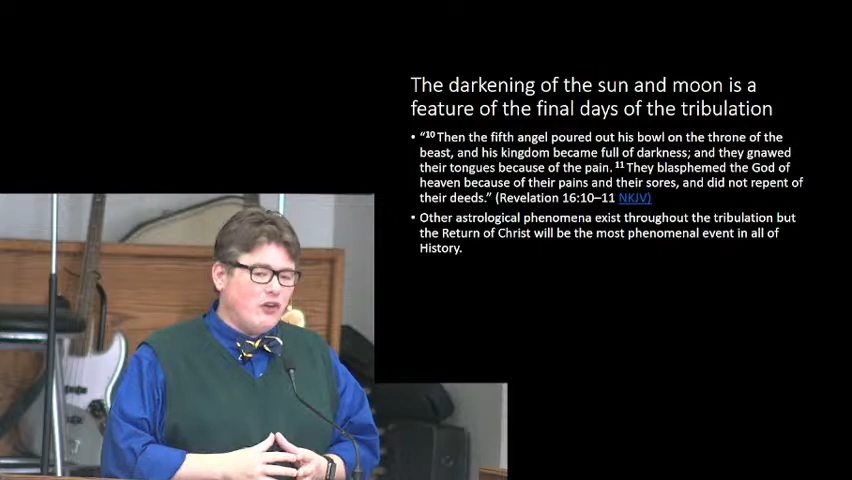 The darkening of the sun and moon is a
feature of the final days of the tribulation
• “10 Then the fifth angel poured out his bowl on the throne of the
beast, and his kingdom became full of darkness; and they gnawed
their tongues because of the pain. 11 They blasphemed the God of
heaven because of their pains and their sores, and did not repent of
their deeds.” (Revelation 16:10–11 NKJV)
• Other astrological phenomena exist throughout the tribulation but
the Return of Christ will be the most phenomenal event in all of
History.